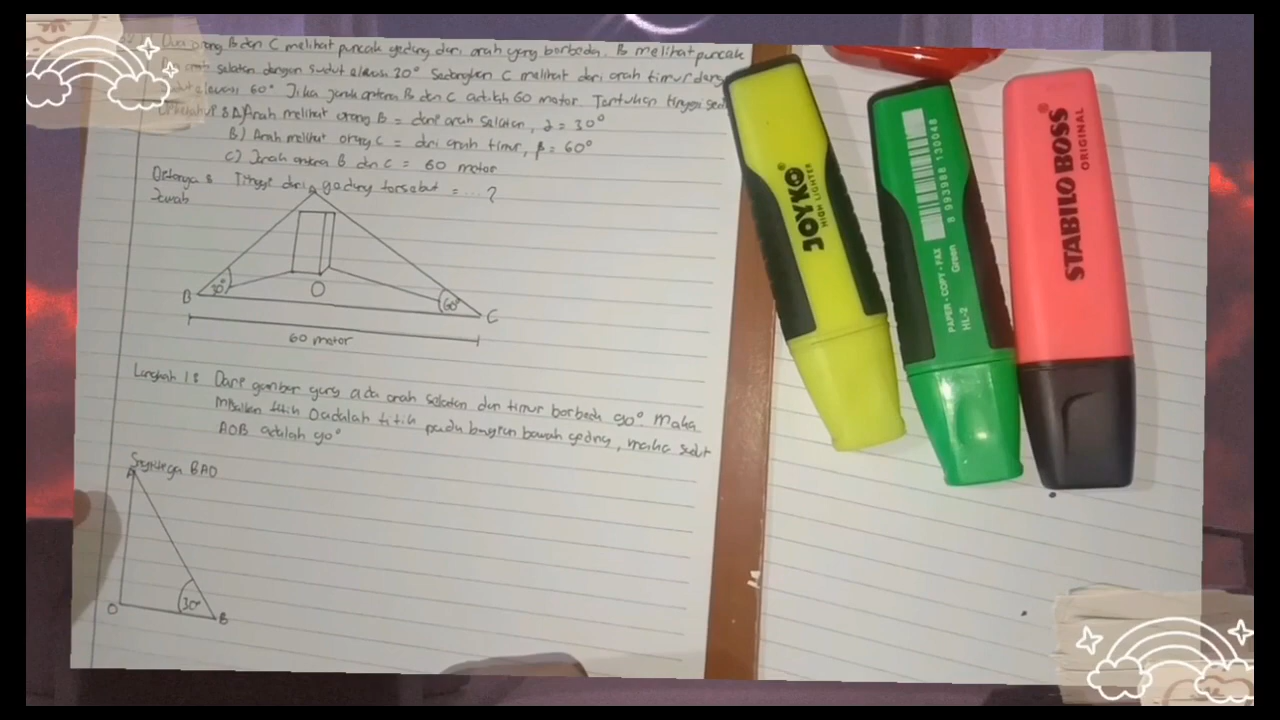 Dua orang B dan C melihat puncak gedung dari arah yang berbeda. B melihat puncak
arah selatan dengan sudut elevasi 30° Sedangkan C melihat dari arah timur deng
sudut elevasi 60° Jika jarak antara B dan C adalah 60 meter Tentukan tinggi
Diketahui : A) Arah melihat orang B = dari arah selatan, α = 30°
B) Arah melihat orang C = dari arah timur, β = 60°
C) Jarak antara B dan C = 60 meter
Ditanya : Tinggi dari gedung tersebut = ....?
Jawab
A
30°
60°
B
O
C
60 meter
Langkah 1 : Dari gambar yang ada arah selatan dan timur berbeda 90° Maka
Misalkan titik O adalah titik pada bagian bawah gedung, maka sudut
AOB adalah 90°
Segitiga BAO
A
30°
O
B
JOYKO
HIGH LIGHTER
8 993988 130048
PAPER-COPY-FAX
Green
HL-2
STABILO BOSS®
ORIGINAL